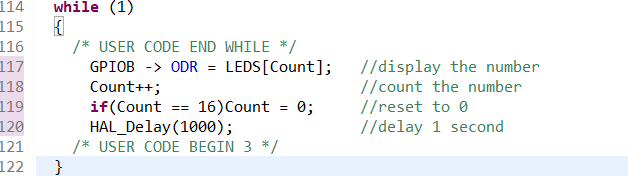 114 while (1)
115 {
116 /* USER CODE END WHILE */
117 GPIOB -> ODR = LEDS[Count]; //display the number
118 Count++; //count the number
119 if(Count == 16)Count = 0; //reset to 0
120 HAL_Delay(1000); //delay 1 second
121 /* USER CODE BEGIN 3 */
122 }